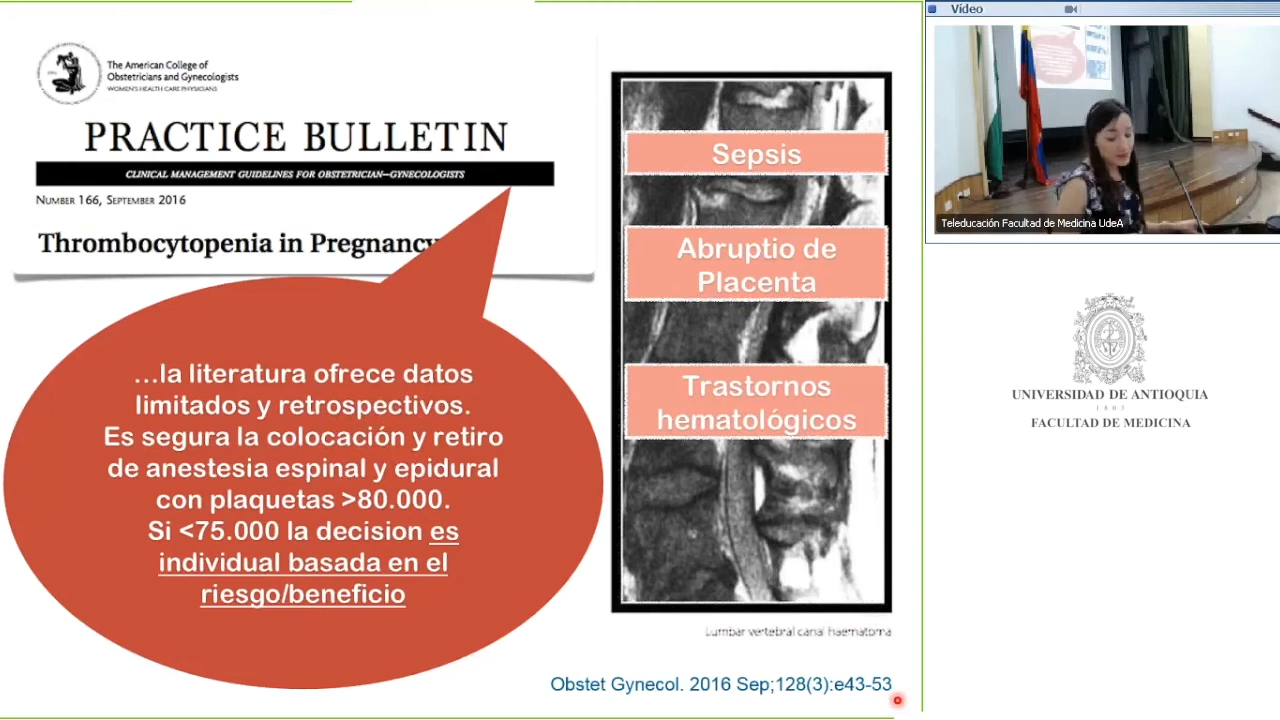 The American College of
Obstetricians and Gynecologists
WOMEN'S HEALTH CARE PHYSICIANS
PRACTICE BULLETIN
CLINICAL MANAGEMENT GUIDELINES FOR OBSTETRICIAN–GYNECOLOGISTS
NUMBER 166, SEPTEMBER 2016
Thrombocytopenia in Pregnancy
...la literatura ofrece datos
limitados y retrospectivos.
Es segura la colocación y retiro
de anestesia espinal y epidural
con plaquetas >80.000.
Si <75.000 la decision es
individual basada en el
riesgo/beneficio
Sepsis
Abruptio de
Placenta
Trastornos
hematológicos
Lumbar vertebral canal haematoma
Obstet Gynecol. 2016 Sep;128(3):e43-53
Vídeo
Teleducación Facultad de Medicina UdeA
UNIVERSIDAD DE ANTIOQUIA
1803
FACULTAD DE MEDICINA